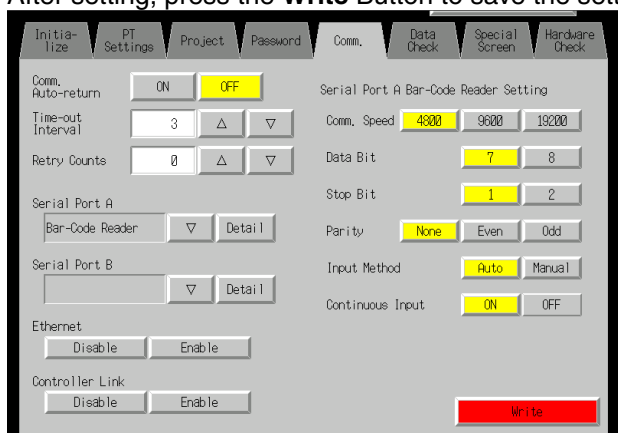 After setting, press the Write Button to save the sett
Initia-
lize
PT
Settings
Project
Password
Comm.
Data
Check
Special
Screen
Hardware
Check
Comm.
Auto-return
ON
OFF
Time-out
Interval
3
△
▽
Retry Counts
0
△
▽
Serial Port A
Bar-Code Reader
▽
Detail
Serial Port B
▽
Detail
Ethernet
Disable
Enable
Controller Link
Disable
Enable
Serial Port A Bar-Code Reader Setting
Comm. Speed
4800
9600
19200
Data Bit
7
8
Stop Bit
1
2
Parity
None
Even
Odd
Input Method
Auto
Manual
Continuous Input
ON
OFF
Write